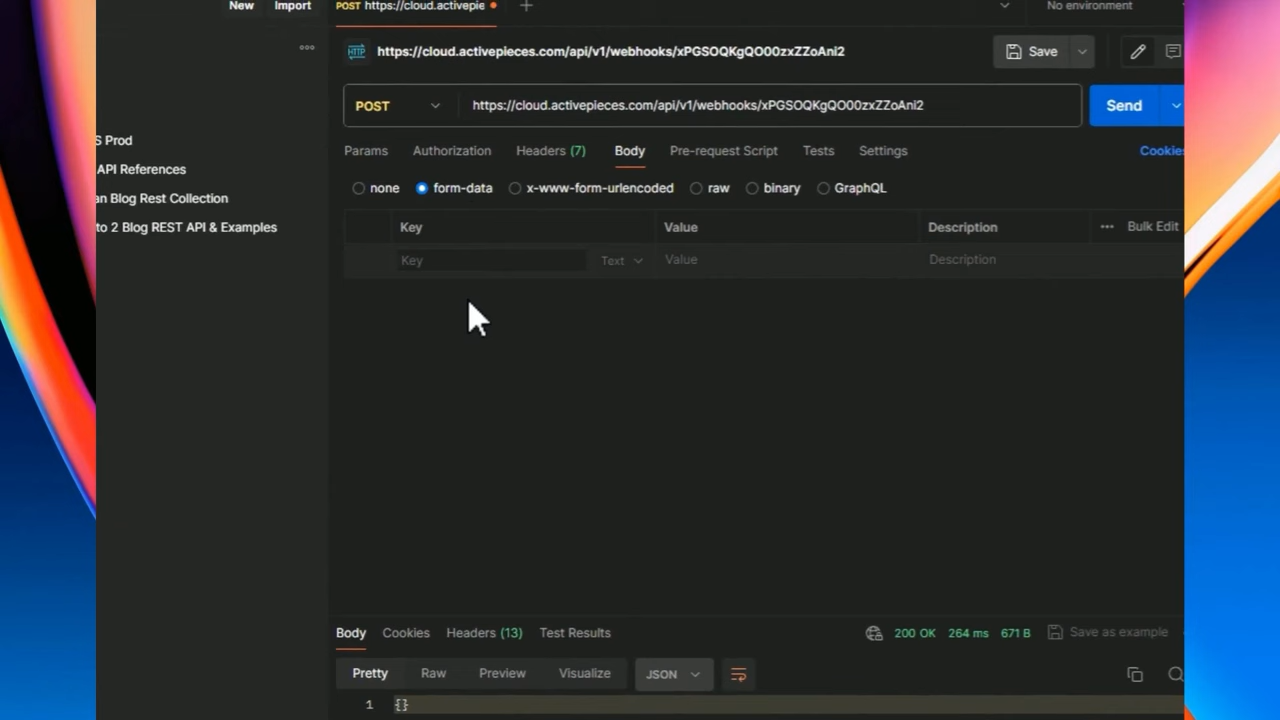 New Import POST https://cloud.activepie No environment
HTTP https://cloud.activepieces.com/api/v1/webhooks/xPGSOQKgQO00zxZZoAni2 Save
POST https://cloud.activepieces.com/api/v1/webhooks/xPGSOQKgQO00zxZZoAni2 Send
S Prod
API References
an Blog Rest Collection
to 2 Blog REST API & Examples
Params Authorization Headers (7) Body Pre-request Script Tests Settings Cookies
none form-data x-www-form-urlencoded raw binary GraphQL
Key Value Description Bulk Edit
Key Text Value Description
Body Cookies Headers (13) Test Results 200 OK 264 ms 671 B Save as example
Pretty Raw Preview Visualize JSON
1 {}